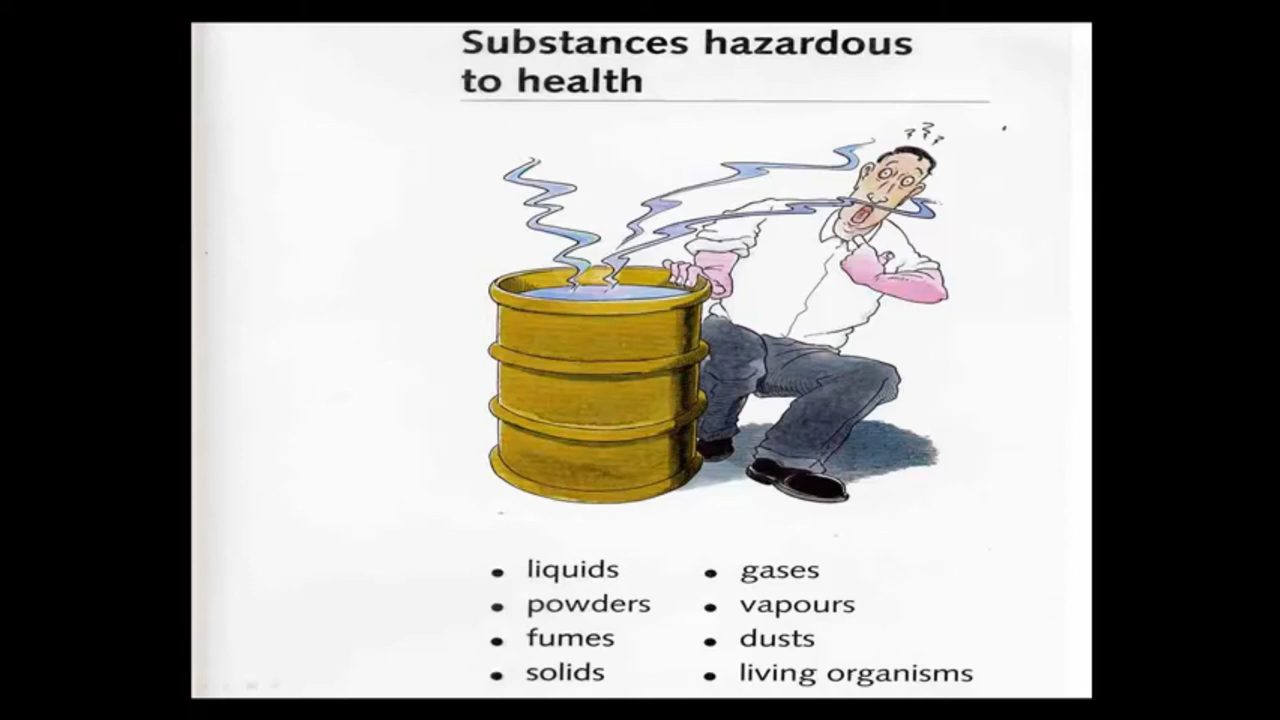 Substances hazardous
to health
? ? ?
• liquids
• powders
• fumes
• solids
• gases
• vapours
• dusts
• living organisms